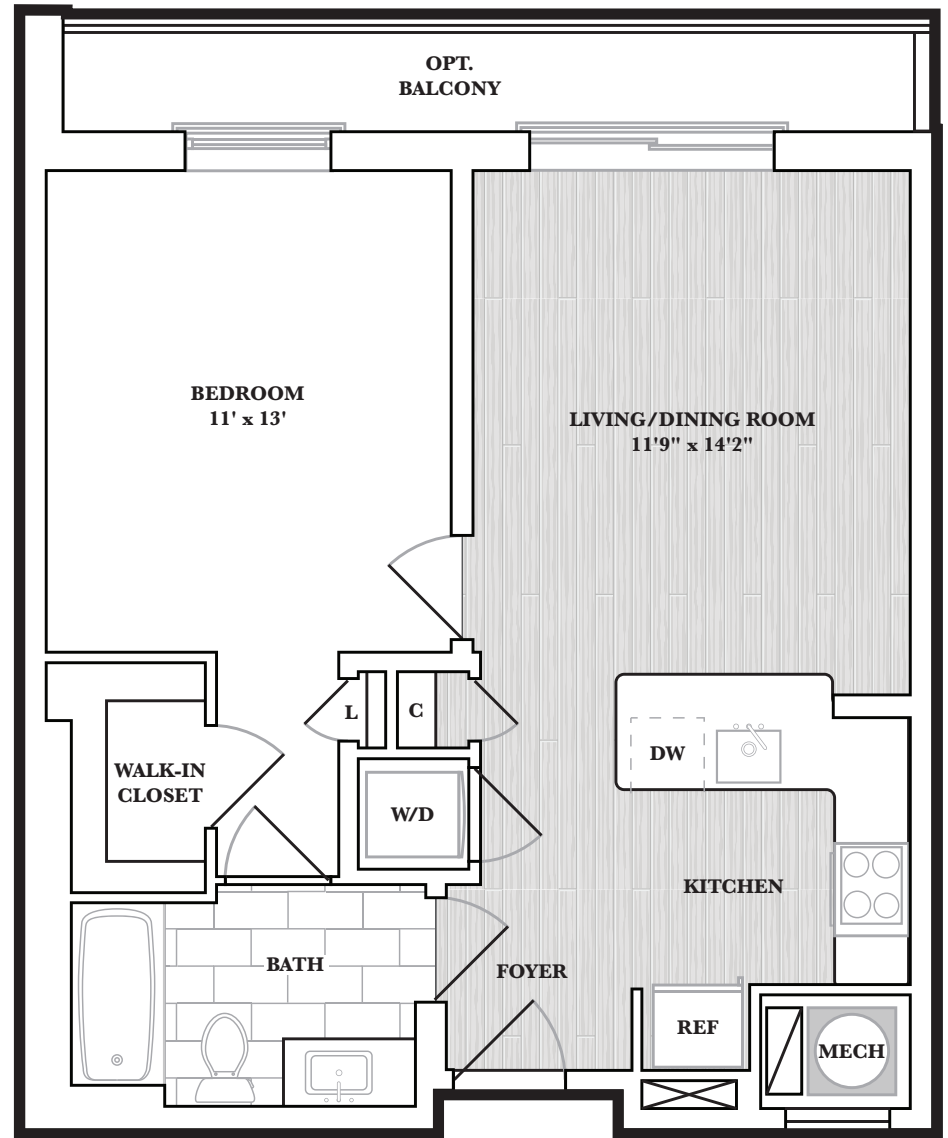 OPT.
BALCONY
BEDROOM
11' x 13'
LIVING/DINING ROOM
11'9" x 14'2"
L
C
WALK-IN
CLOSET
DW
W/D
KITCHEN
BATH
FOYER
REF
MECH